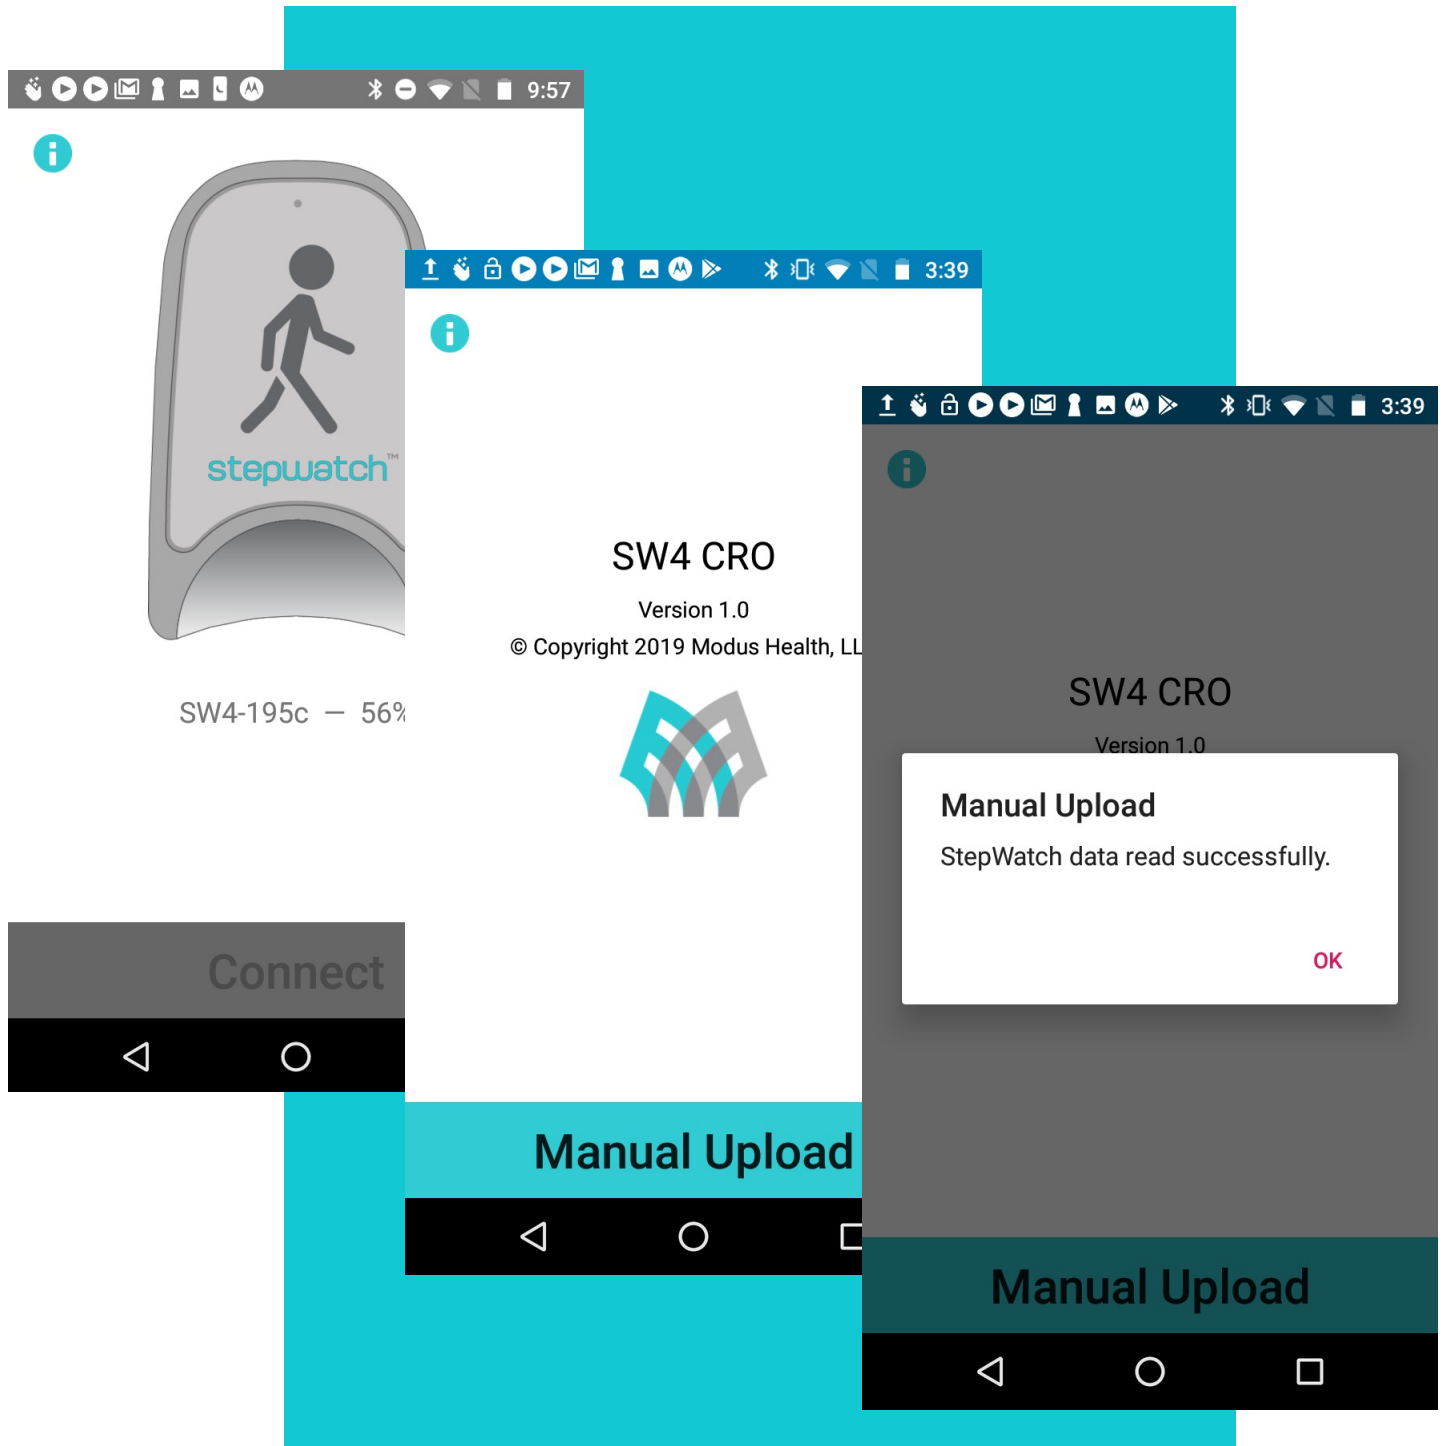 9:57
stepwatch™
SW4-195c — 56%
Connect
3:39
SW4 CRO
Version 1.0
© Copyright 2019 Modus Health, LL
Manual Upload
3:39
SW4 CRO
Version 1.0
Manual Upload
StepWatch data read successfully.
OK
Manual Upload